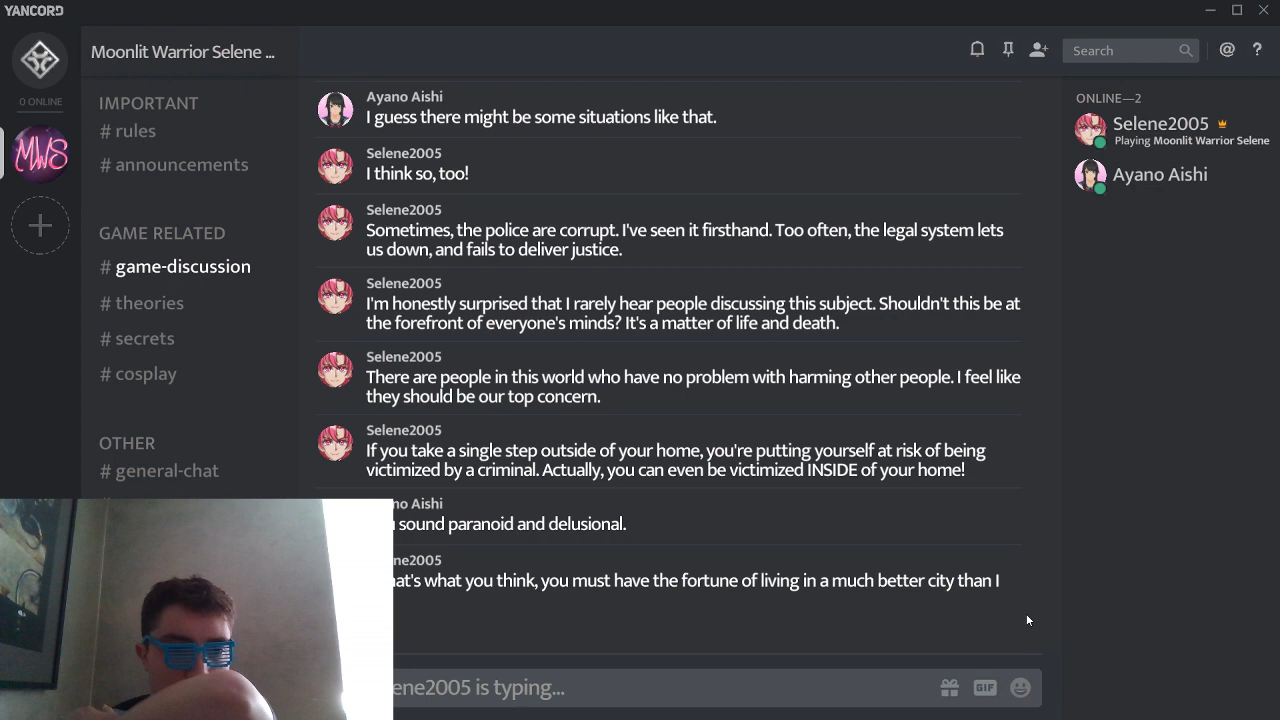 YANCORD
Moonlit Warrior Selene ...
Search
@
?
0 ONLINE
MWS
IMPORTANT
# rules
# announcements
GAME RELATED
# game-discussion
# theories
# secrets
# cosplay
OTHER
# general-chat
Ayano Aishi
I guess there might be some situations like that.
Selene2005
I think so, too!
Selene2005
Sometimes, the police are corrupt. I've seen it firsthand. Too often, the legal system lets
us down, and fails to deliver justice.
Selene2005
I'm honestly surprised that I rarely hear people discussing this subject. Shouldn't this be at
the forefront of everyone's minds? It's a matter of life and death.
Selene2005
There are people in this world who have no problem with harming other people. I feel like
they should be our top concern.
Selene2005
If you take a single step outside of your home, you're putting yourself at risk of being
victimized by a criminal. Actually, you can even be victimized INSIDE of your home!
Aishi
sound paranoid and delusional.
what you think, you must have the fortune of living in a much better city than I
is typing...
GIF
ONLINE—2
Selene2005
Playing Moonlit Warrior Selene
Ayano Aishi